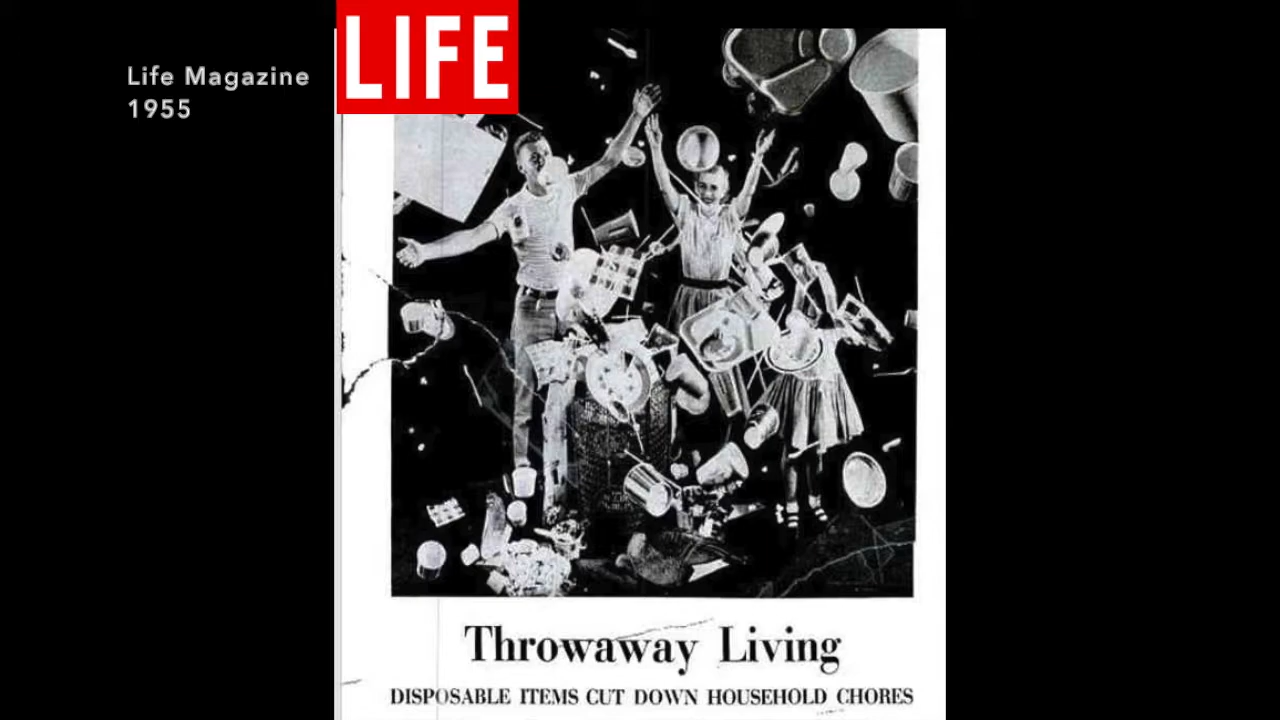 Life Magazine
1955
LIFE
Throwaway Living
DISPOSABLE ITEMS CUT DOWN HOUSEHOLD CHORES